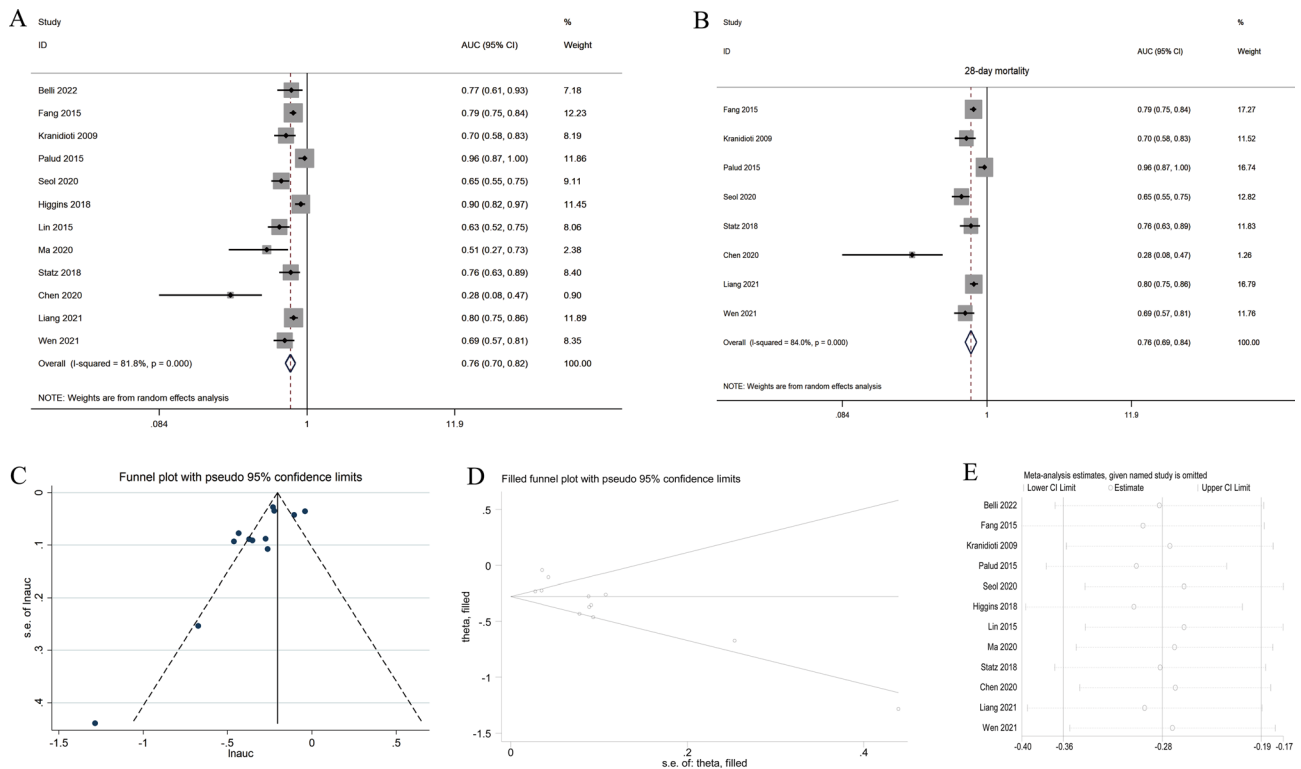 A
Study %
ID AUC (95% CI) Weight
Belli 2022 0.77 (0.61, 0.93) 7.18
Fang 2015 0.79 (0.75, 0.84) 12.23
Kranidioti 2009 0.70 (0.58, 0.83) 8.19
Palud 2015 0.96 (0.87, 1.00) 11.86
Seol 2020 0.65 (0.55, 0.75) 9.11
Higgins 2018 0.90 (0.82, 0.97) 11.45
Lin 2015 0.63 (0.52, 0.75) 8.06
Ma 2020 0.51 (0.27, 0.73) 2.38
Statz 2018 0.76 (0.63, 0.89) 8.40
Chen 2020 0.28 (0.08, 0.47) 0.90
Liang 2021 0.80 (0.75, 0.86) 11.89
Wen 2021 0.69 (0.57, 0.81) 8.35
Overall (I-squared = 81.8%, p = 0.000) 0.76 (0.70, 0.82) 100.00
NOTE: Weights are from random effects analysis
.084 1 11.9
B
Study %
ID AUC (95% CI) Weight
28-day mortality
Fang 2015 0.79 (0.75, 0.84) 17.27
Kranidioti 2009 0.70 (0.58, 0.83) 11.52
Palud 2015 0.96 (0.87, 1.00) 16.74
Seol 2020 0.65 (0.55, 0.75) 12.82
Statz 2018 0.76 (0.63, 0.89) 11.83
Chen 2020 0.28 (0.08, 0.47) 1.26
Liang 2021 0.80 (0.75, 0.86) 16.79
Wen 2021 0.69 (0.57, 0.81) 11.76
Overall (I-squared = 84.0%, p = 0.000) 0.76 (0.69, 0.84) 100.00
NOTE: Weights are from random effects analysis
.084 1 11.9
C
Funnel plot with pseudo 95% confidence limits
s.e. of lnauc
0
.1
.2
.3
.4
-1.5 -1 -.5 0 .5
lnauc
D
Filled funnel plot with pseudo 95% confidence limits
theta, filled
.5
0
-.5
-1
-1.5
0 .2 .4
s.e. of: theta, filled
E
Meta-analysis estimates, given named study is omitted
Lower CI Limit Estimate Upper CI Limit
Belli 2022
Fang 2015
Kranidioti 2009
Palud 2015
Seol 2020
Higgins 2018
Lin 2015
Ma 2020
Statz 2018
Chen 2020
Liang 2021
Wen 2021
-0.40 -0.36 -0.28 -0.19 -0.17